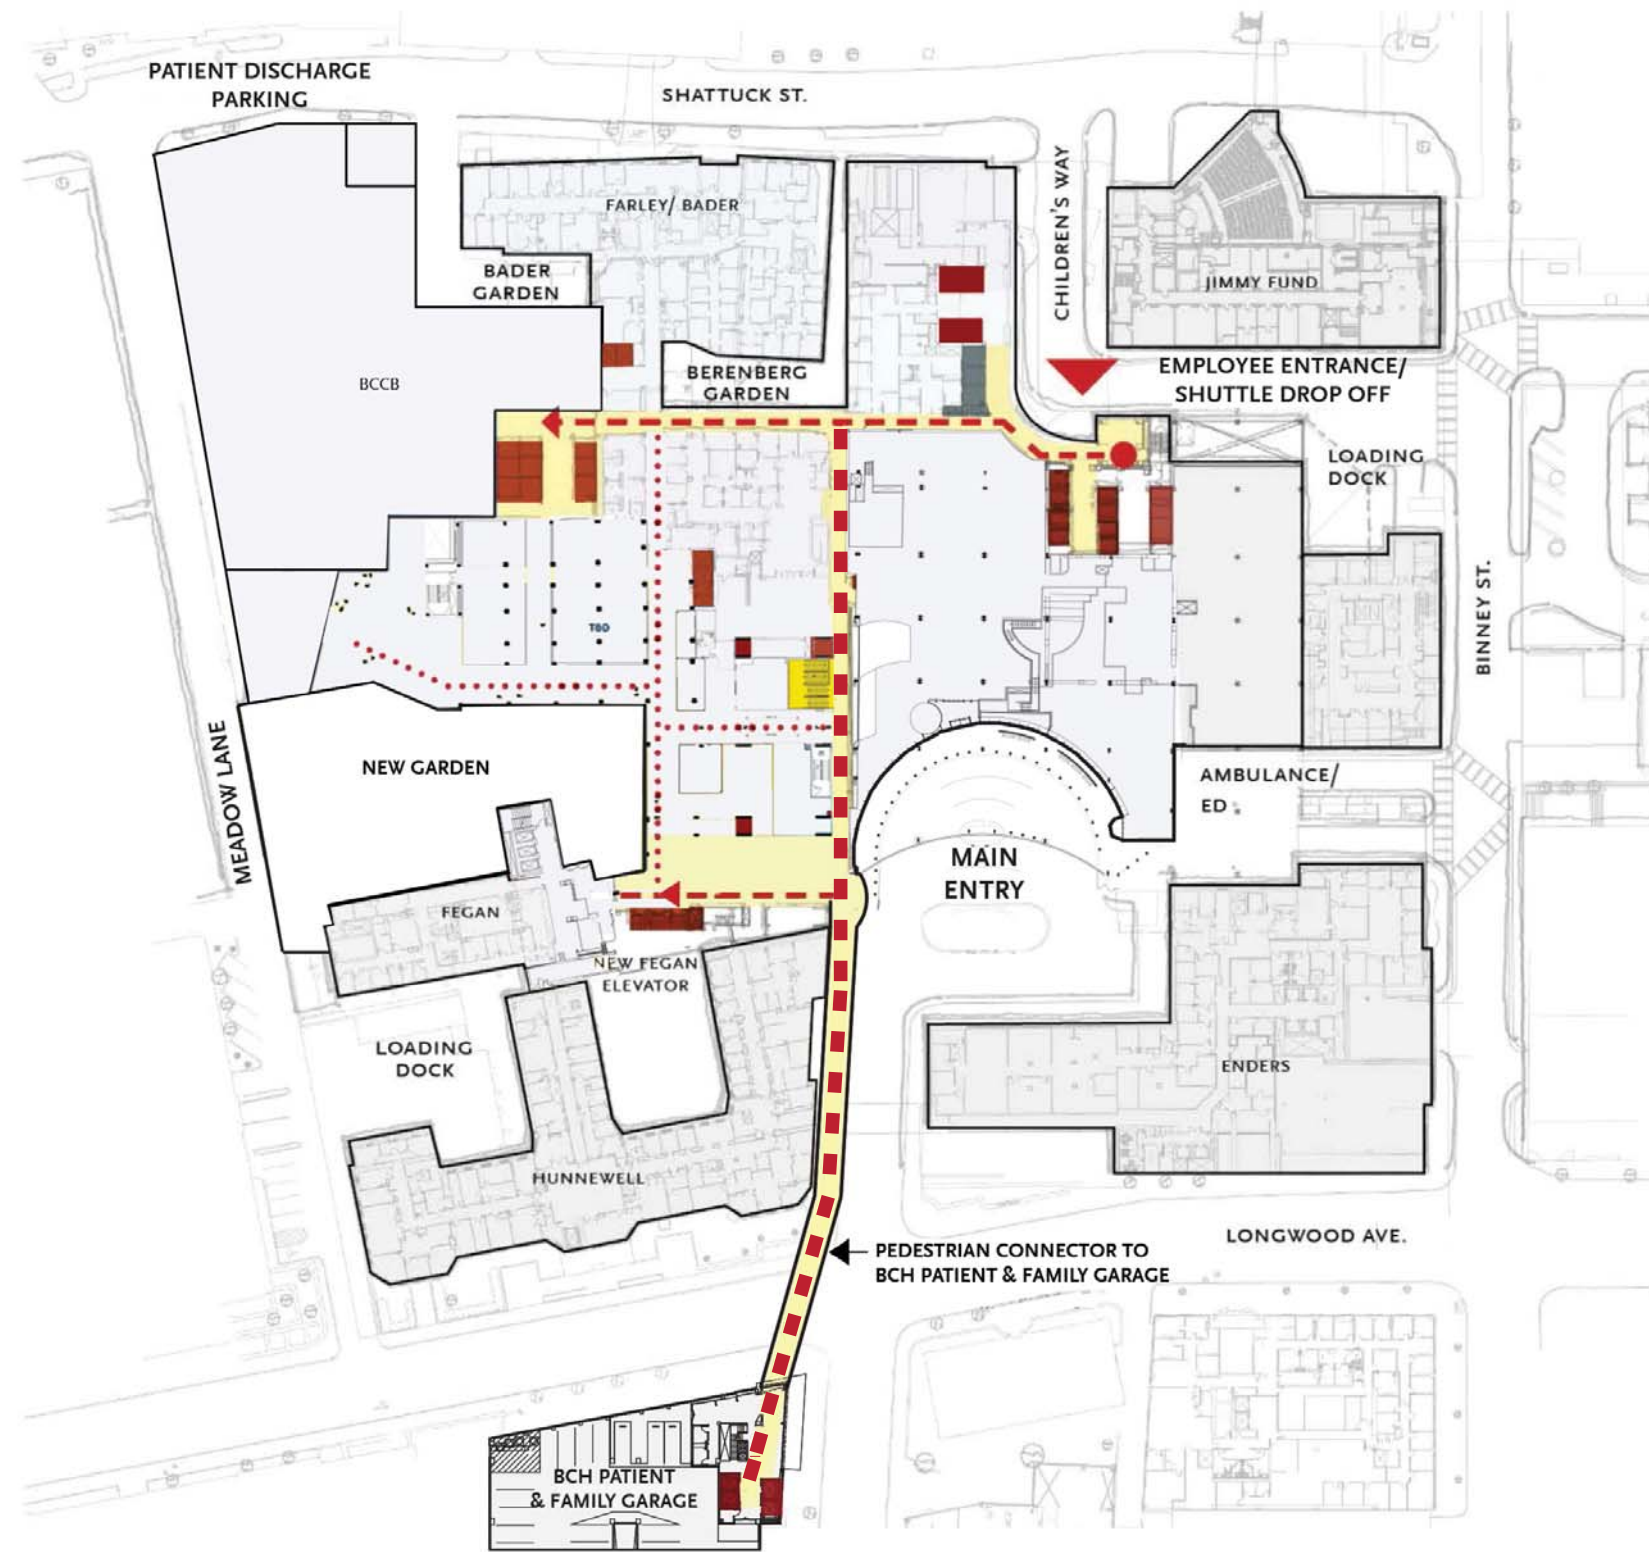 PATIENT DISCHARGE
PARKING
SHATTUCK ST.
CHILDREN'S WAY
FARLEY/ BADER
BADER
GARDEN
JIMMY FUND
BCCB
BERENBERG
GARDEN
EMPLOYEE ENTRANCE/
SHUTTLE DROP OFF
LOADING
DOCK
BINNEY ST.
TBD
MEADOW LANE
NEW GARDEN
AMBULANCE/
ED
MAIN
ENTRY
FEGAN
NEW FEGAN
ELEVATOR
LOADING
DOCK
ENDERS
HUNNEWELL
LONGWOOD AVE.
PEDESTRIAN CONNECTOR TO
BCH PATIENT & FAMILY GARAGE
BCH PATIENT
& FAMILY GARAGE